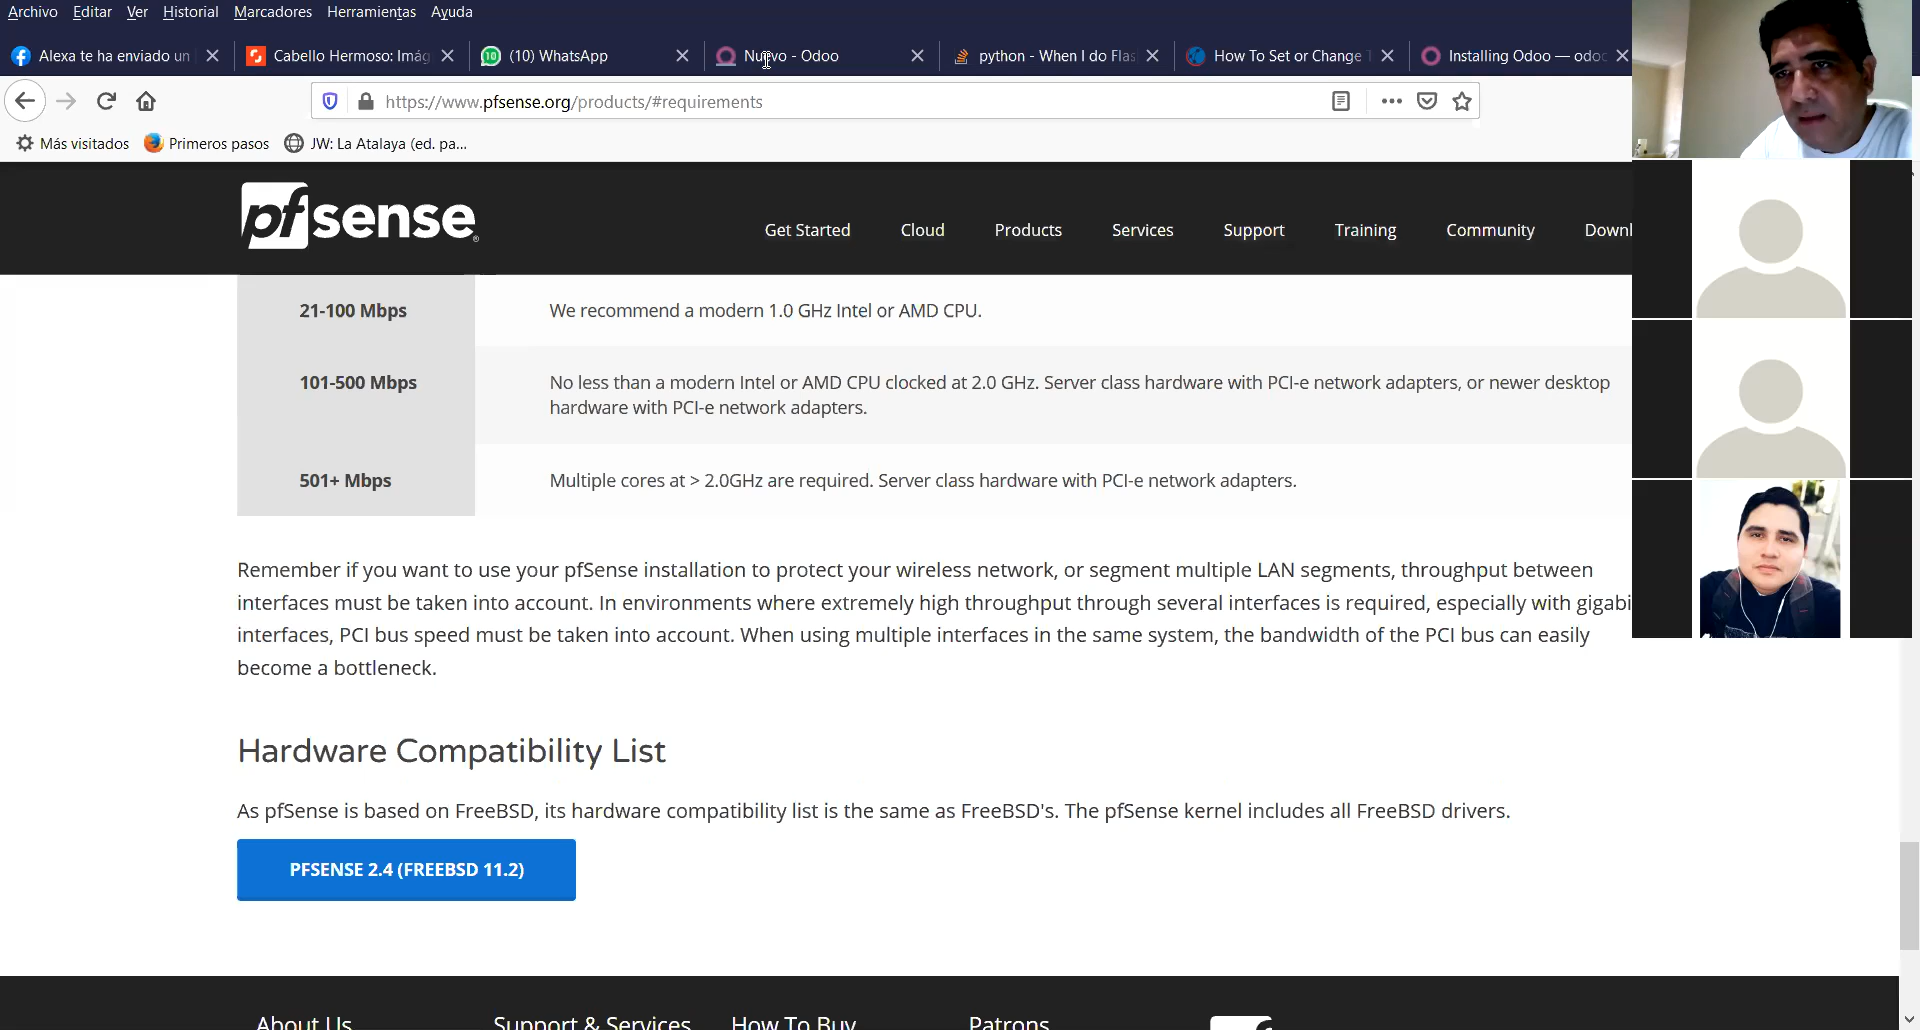 Archivo Editar Ver Historial Marcadores Herramientas Ayuda
Alexa te ha enviado un
Cabello Hermoso: Imág
(10) WhatsApp
Nuevo - Odoo
python - When I do Flas
How To Set or Change
Installing Odoo — odoo
https://www.pfsense.org/products/#requirements
Más visitados Primeros pasos JW: La Atalaya (ed. pa...
pfsense
Get Started Cloud Products Services Support Training Community Downl
21-100 Mbps We recommend a modern 1.0 GHz Intel or AMD CPU.
101-500 Mbps No less than a modern Intel or AMD CPU clocked at 2.0 GHz. Server class hardware with PCI-e network adapters, or newer desktop
hardware with PCI-e network adapters.
501+ Mbps Multiple cores at > 2.0GHz are required. Server class hardware with PCI-e network adapters.
Remember if you want to use your pfSense installation to protect your wireless network, or segment multiple LAN segments, throughput between
interfaces must be taken into account. In environments where extremely high throughput through several interfaces is required, especially with gigabi
interfaces, PCI bus speed must be taken into account. When using multiple interfaces in the same system, the bandwidth of the PCI bus can easily
become a bottleneck.
Hardware Compatibility List
As pfSense is based on FreeBSD, its hardware compatibility list is the same as FreeBSD's. The pfSense kernel includes all FreeBSD drivers.
PFSENSE 2.4 (FREEBSD 11.2)
About Us Support & Services How To Buy Patrons